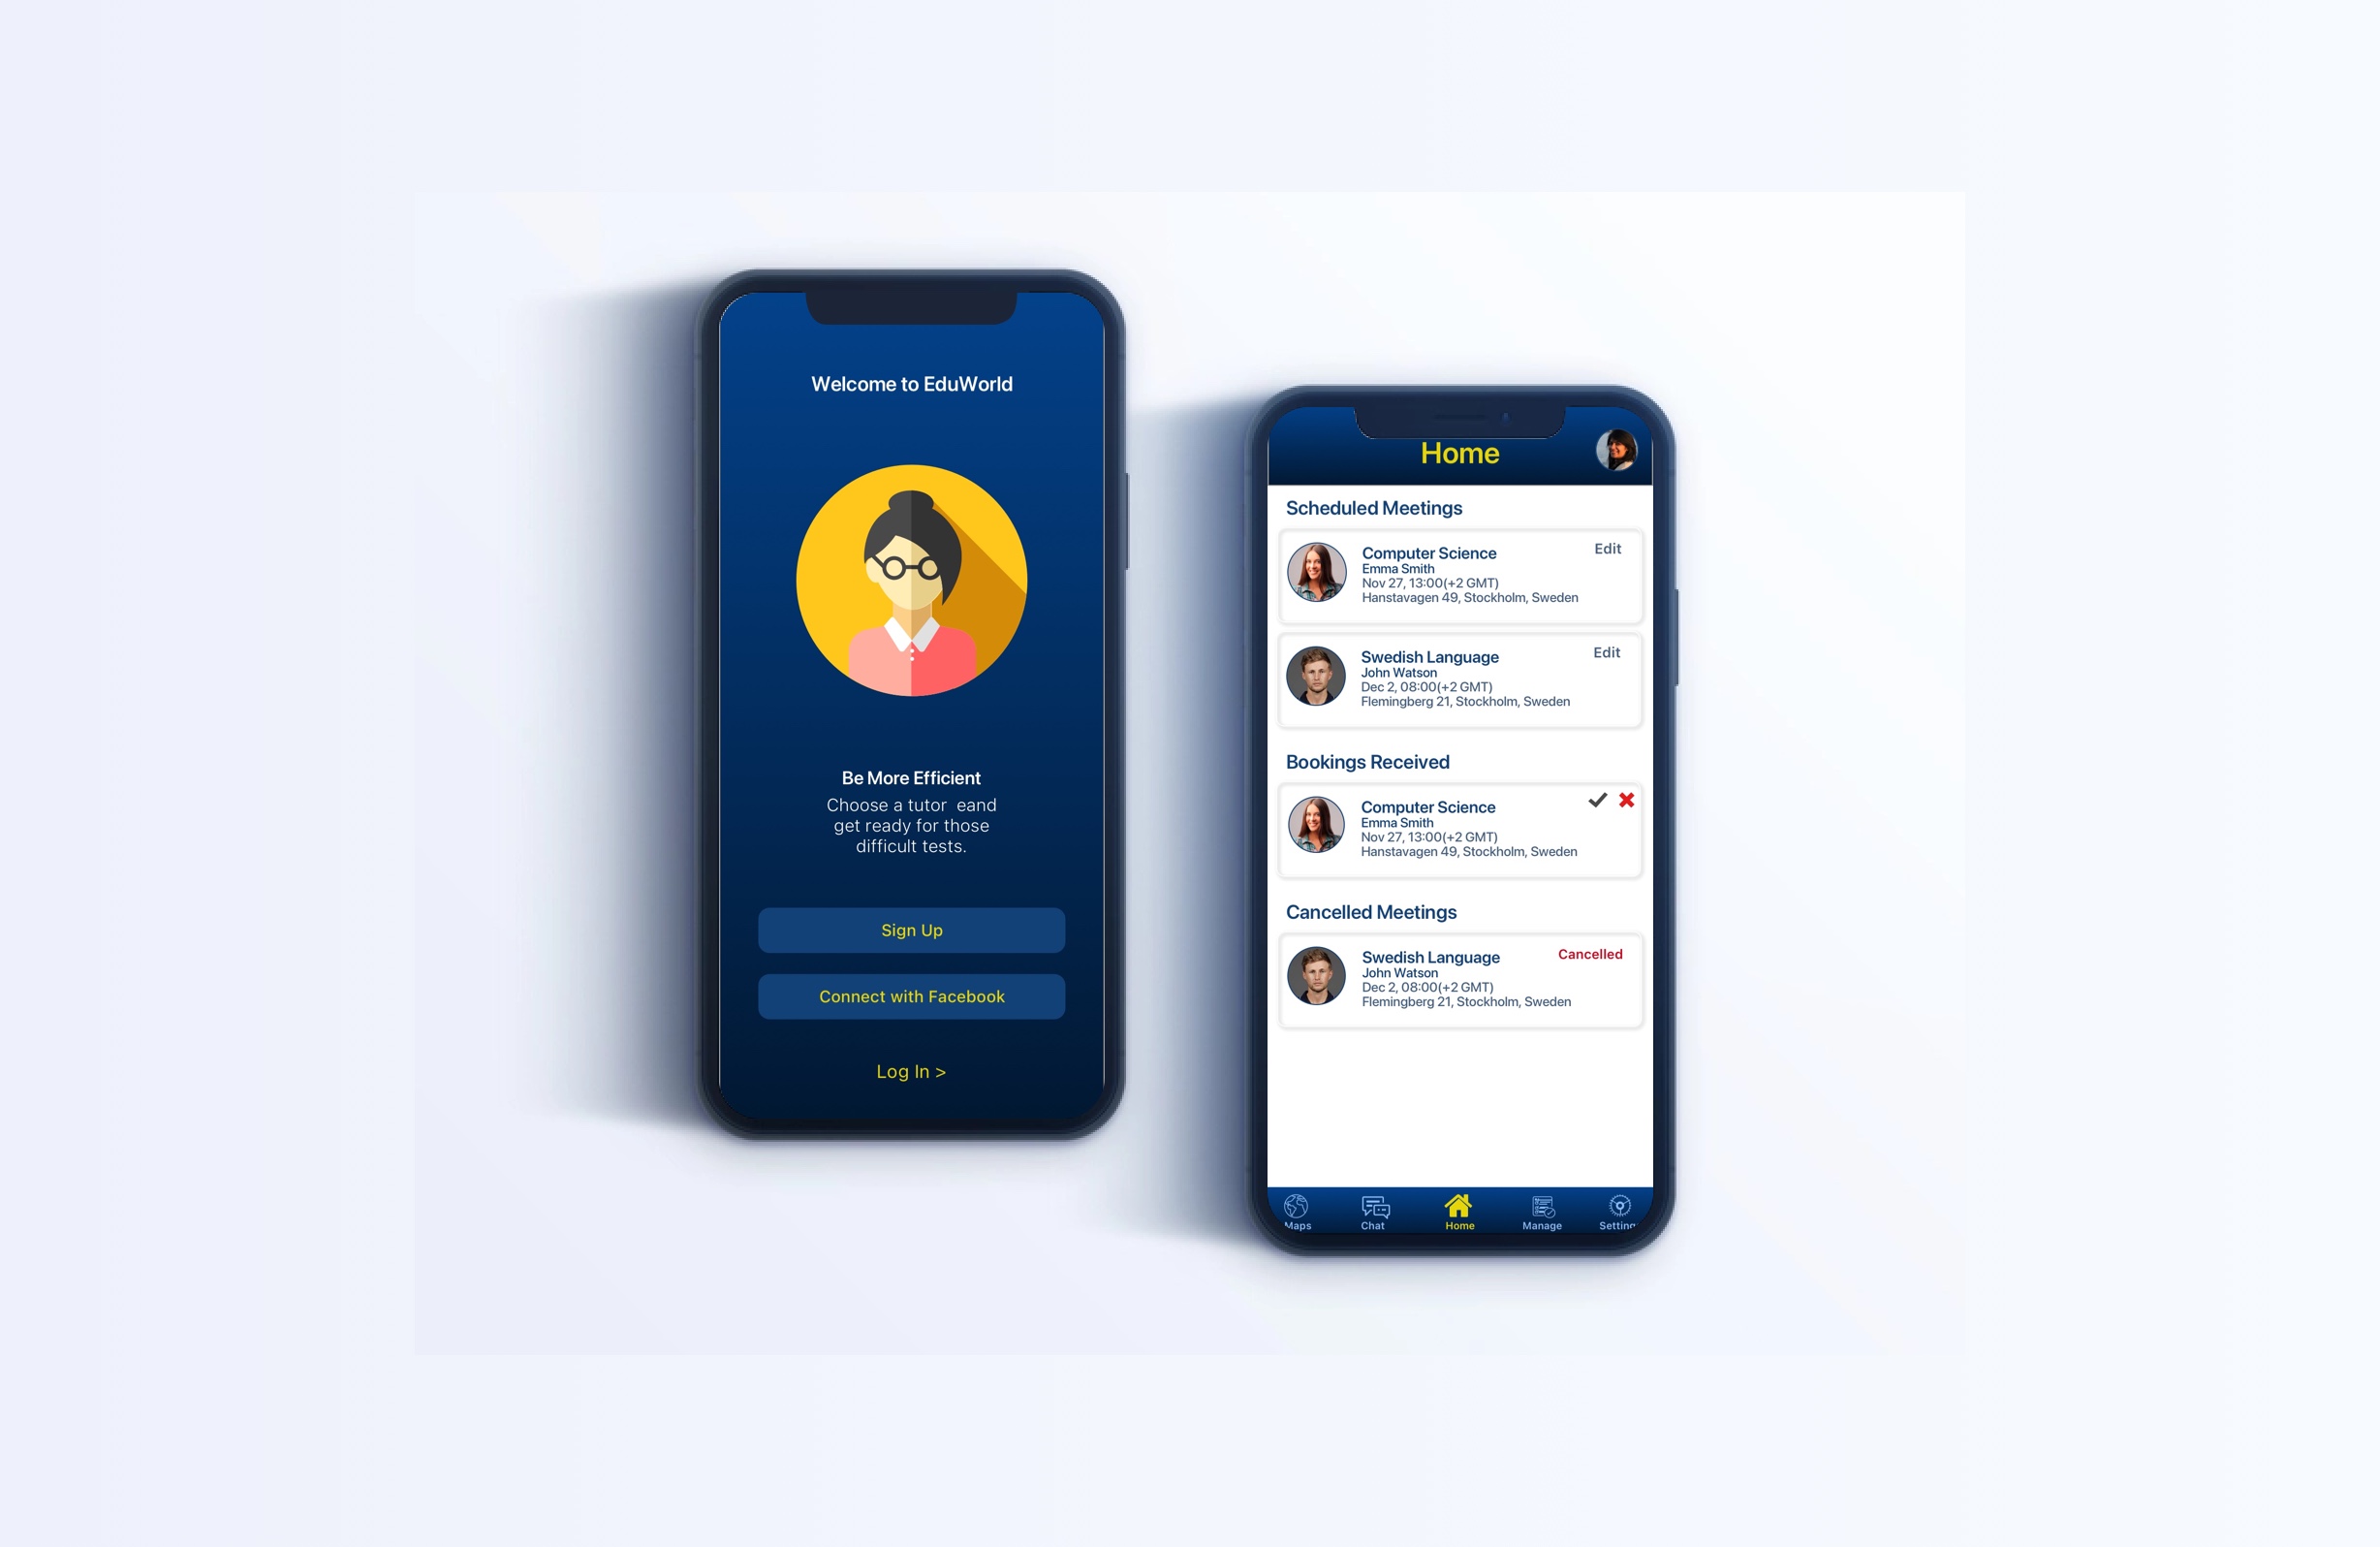 Welcome to EduWorld
Be More Efficient
Choose a tutor  eand
get ready for those
difficult tests.
Sign Up
Connect with Facebook
Log In >
Home
Scheduled Meetings
Computer Science
Edit
Emma Smith
Nov 27, 13:00(+2 GMT)
Hanstavagen 49, Stockholm, Sweden
Swedish Language
Edit
John Watson
Dec 2, 08:00(+2 GMT)
Flemingberg 21, Stockholm, Sweden
Bookings Received
Computer Science
Emma Smith
Nov 27, 13:00(+2 GMT)
Hanstavagen 49, Stockholm, Sweden
Cancelled Meetings
Swedish Language
Cancelled
John Watson
Dec 2, 08:00(+2 GMT)
Flemingberg 21, Stockholm, Sweden
Maps
Chat
Home
Manage
Setting